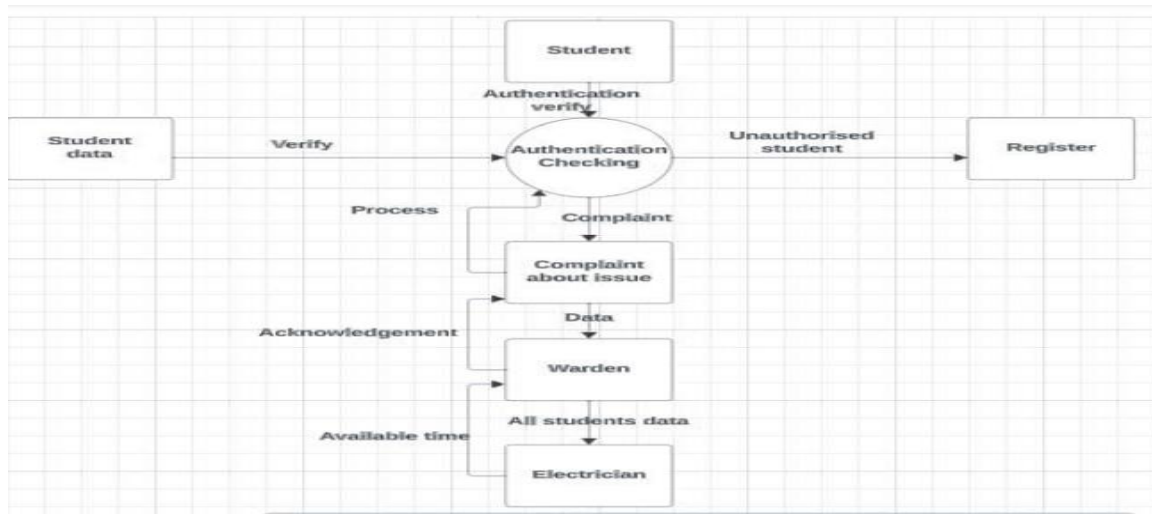 Student
Authentication
verify
Student
data
Verify
Authentication
Checking
Unauthorised
student
Register
Process
Complaint
Complaint
about issue
Data
Acknowledgement
Warden
All students data
Available time
Electrician